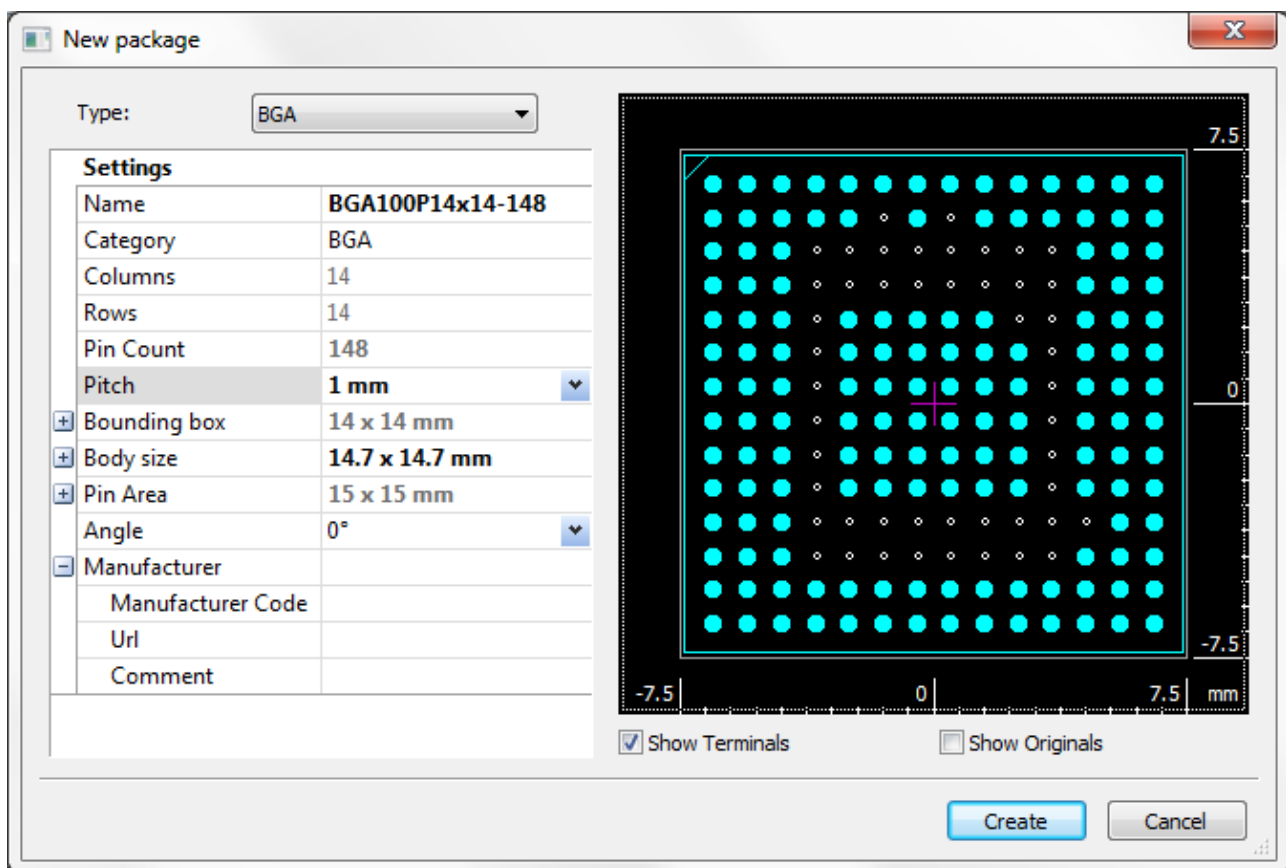 New package
Type: BGA
Settings
Name BGA100P14x14-148
Category BGA
Columns 14
Rows 14
Pin Count 148
Pitch 1 mm
Bounding box 14 x 14 mm
Body size 14.7 x 14.7 mm
Pin Area 15 x 15 mm
Angle 0°
Manufacturer
Manufacturer Code
Url
Comment
7.5
0
-7.5
-7.5 0 7.5 mm
Show Terminals Show Originals
Create Cancel